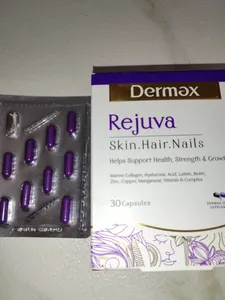 Dermax
Rejuva
Skin.Hair.Nails
Helps Support Health, Strength & Growt
Marine Collagen, Hyaluronic Acid, Lutein, Biotin,
Zinc, Copper, Manganese, Vitamin B-Complex
30 Capsules